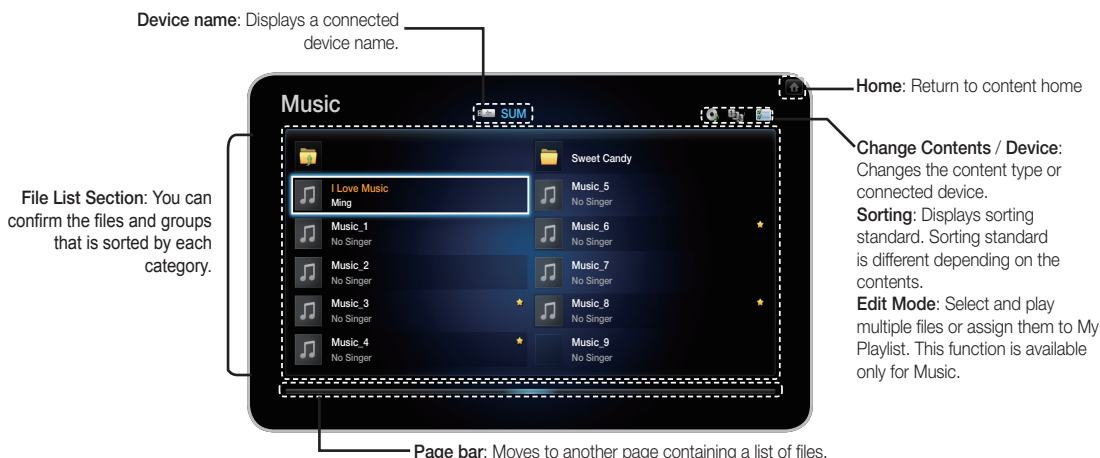 Device name: Displays a connected
device name.
Music
SUM
Home: Return to content home
Change Contents / Device:
Changes the content type or
connected device.
Sorting: Displays sorting
standard. Sorting standard
is different depending on the
contents.
Edit Mode: Select and play
multiple files or assign them to My
Playlist. This function is available
only for Music.
File List Section: You can
confirm the files and groups
that is sorted by each
category.
I Love Music
Ming
Music_1
No Singer
Music_2
No Singer
Music_3
No Singer
Music_4
No Singer
Sweet Candy
Music_5
No Singer
Music_6
No Singer
Music_7
No Singer
Music_8
No Singer
Music_9
No Singer
Page bar: Moves to another page containing a list of files.